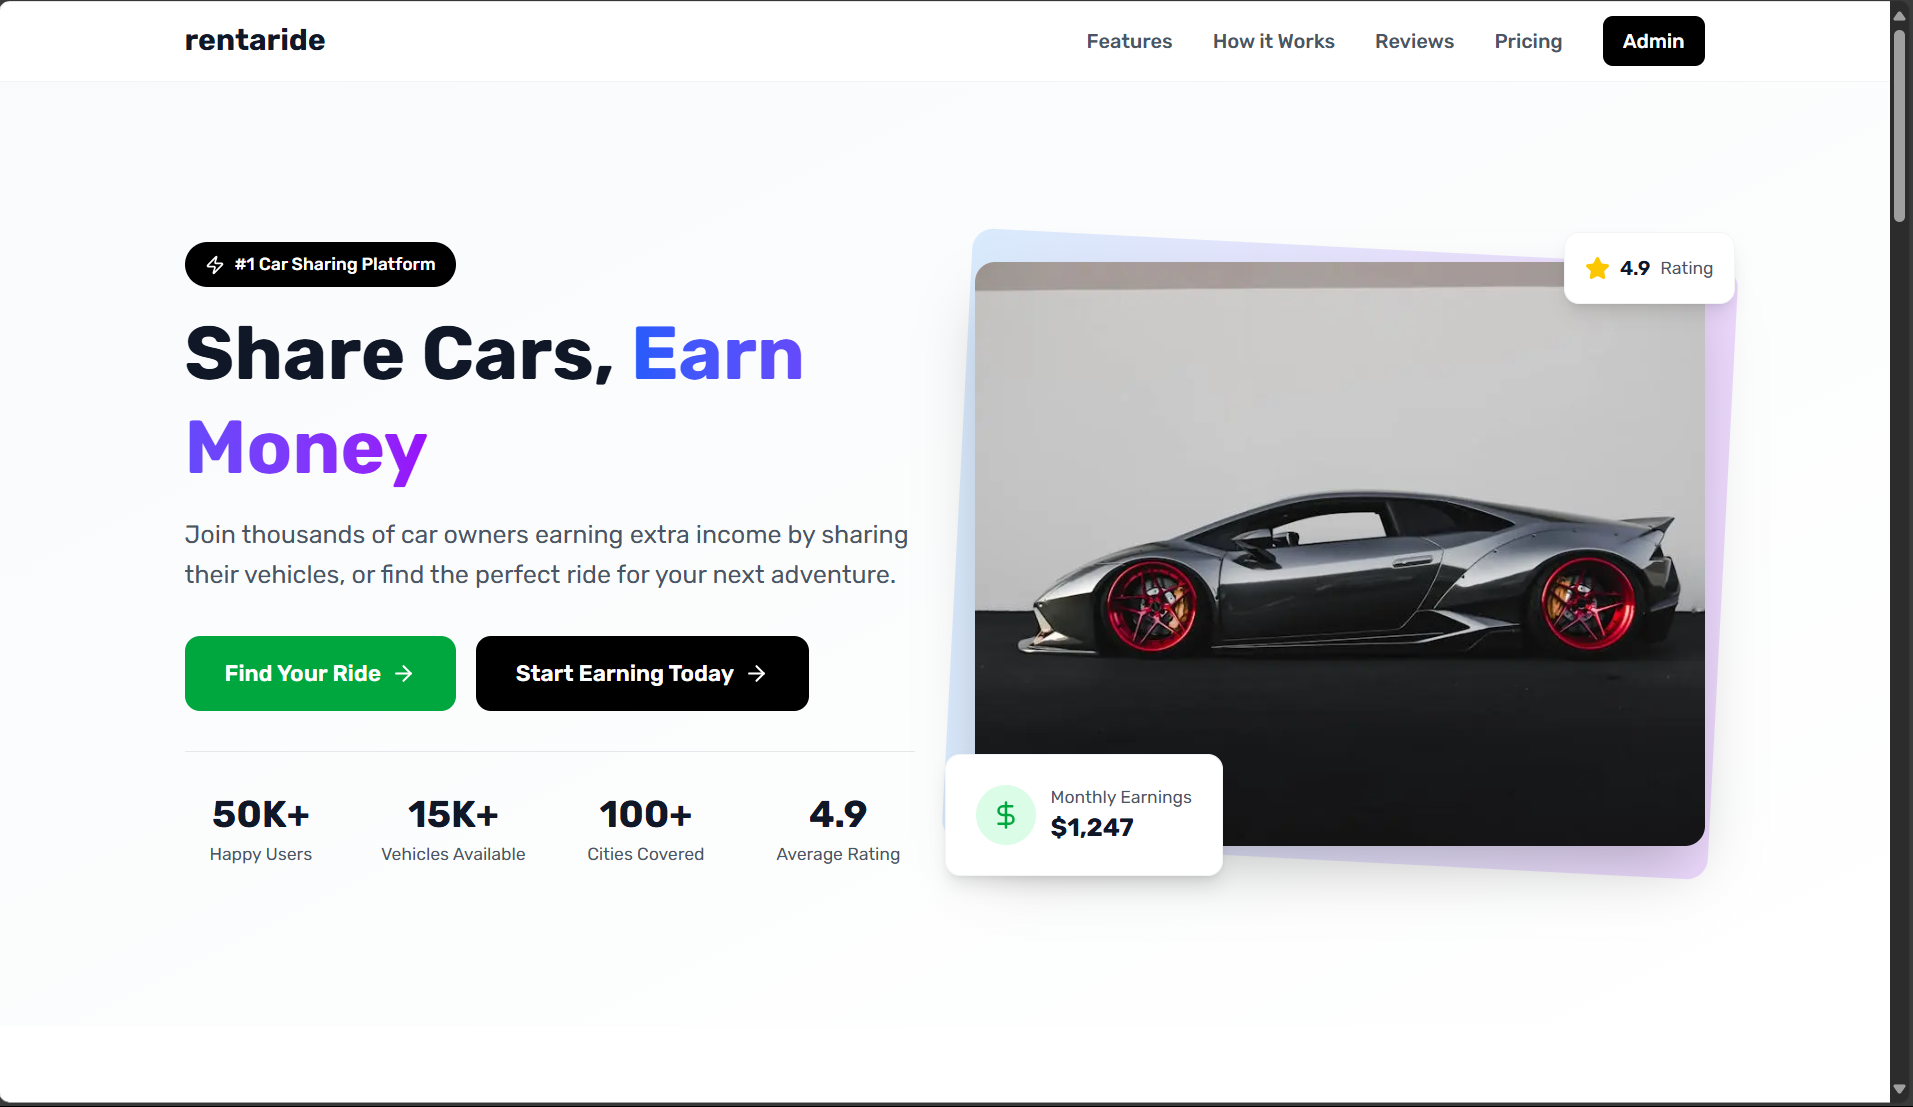 rentaride
Features
How it Works
Reviews
Pricing
Admin
#1 Car Sharing Platform
Share Cars, Earn
Money
Join thousands of car owners earning extra income by sharing
their vehicles, or find the perfect ride for your next adventure.
Find Your Ride →
Start Earning Today →
50K+
Happy Users
15K+
Vehicles Available
100+
Cities Covered
4.9
Average Rating
4.9 Rating
$
Monthly Earnings
$1,247